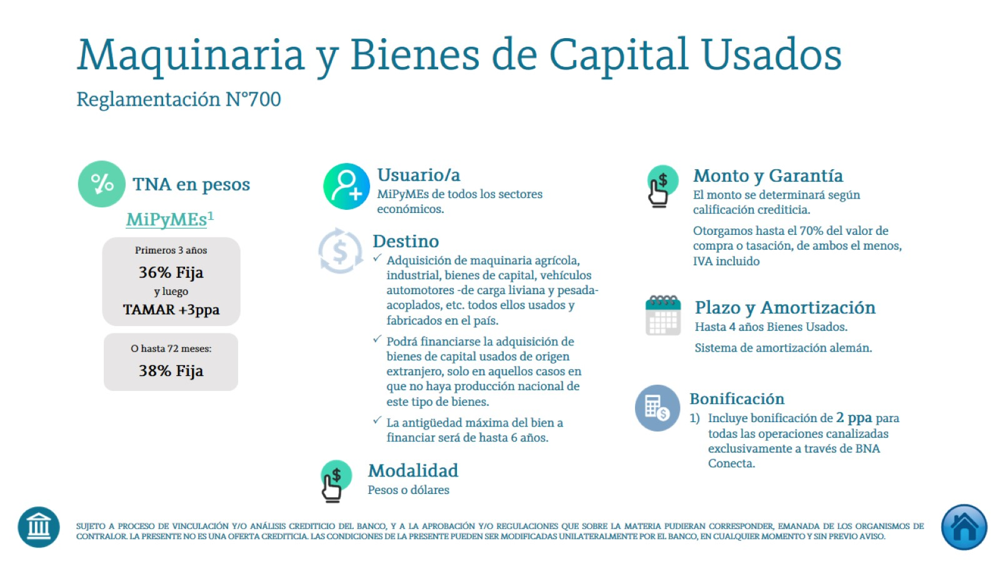 Maquinaria y Bienes de Capital Usados
Reglamentación N°700
TNA en pesos
MiPyMEs¹
Primeros 3 años
36% Fija
y luego
TAMAR +3ppa
O hasta 72 meses:
38% Fija
Usuario/a
MiPyMEs de todos los sectores
económicos.
Destino
✓ Adquisición de maquinaria agrícola,
industrial, bienes de capital, vehículos
automotores -de carga liviana y pesada-
acoplados, etc. todos ellos usados y
fabricados en el país.
✓ Podrá financiarse la adquisición de
bienes de capital usados de origen
extranjero, solo en aquellos casos en
que no haya producción nacional de
este tipo de bienes.
✓ La antigüedad máxima del bien a
financiar será de hasta 6 años.
Modalidad
Pesos o dólares
Monto y Garantía
El monto se determinará según
calificación crediticia.
Otorgamos hasta el 70% del valor de
compra o tasación, de ambos el menos,
IVA incluido
Plazo y Amortización
Hasta 4 años Bienes Usados.
Sistema de amortización alemán.
Bonificación
1) Incluye bonificación de 2 ppa para
todas las operaciones canalizadas
exclusivamente a través de BNA
Conecta.
SUJETO A PROCESO DE VINCULACIÓN Y/O ANÁLISIS CREDITICIO DEL BANCO, Y A LA APROBACIÓN Y/O REGULACIONES QUE SOBRE LA MATERIA PUDIERAN CORRESPONDER, EMANADA DE LOS ORGANISMOS DE
CONTRALOR. LA PRESENTE NO ES UNA OFERTA CREDITICIA. LAS CONDICIONES DE LA PRESENTE PUEDEN SER MODIFICADAS UNILATERALMENTE POR EL BANCO, EN CUALQUIER MOMENTO Y SIN PREVIO AVISO.